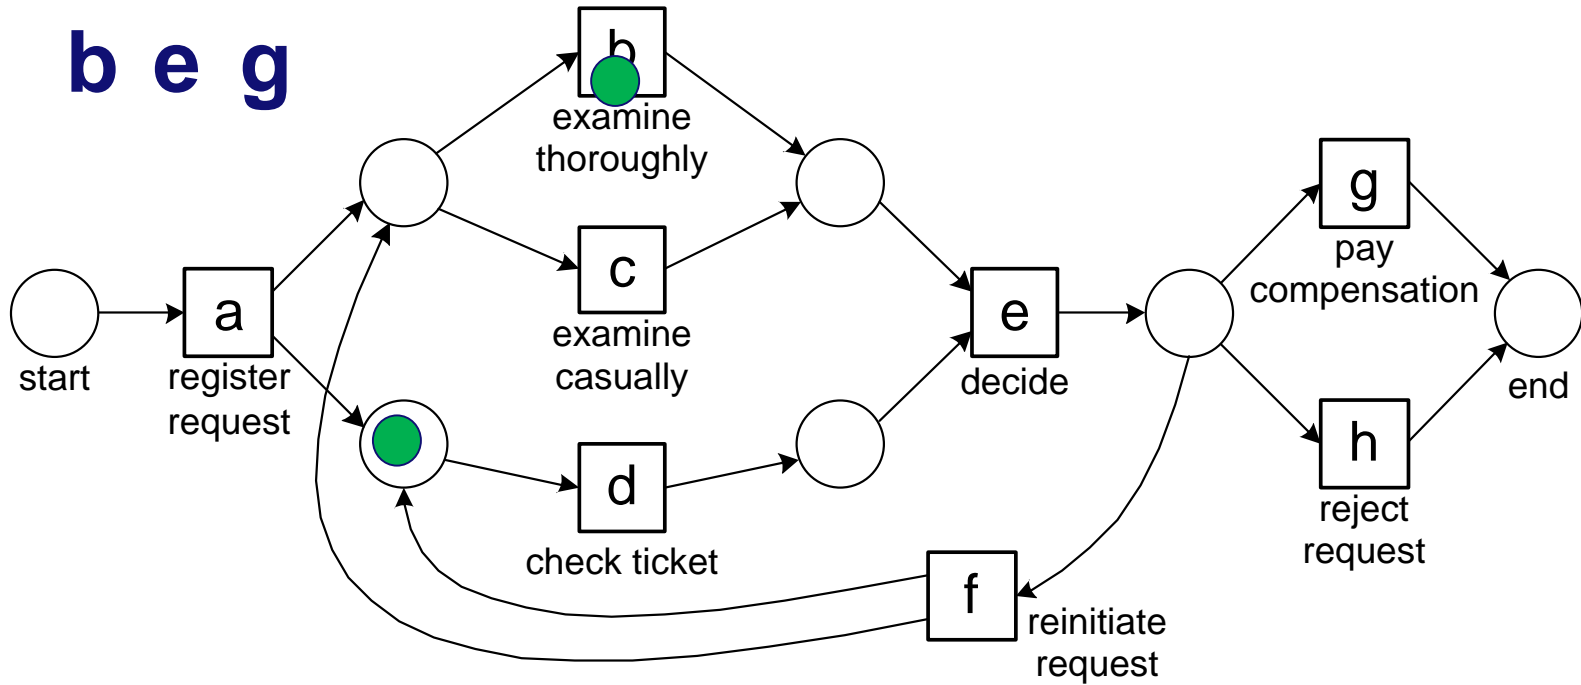 b e g
b
examine
thoroughly
c
examine
casually
d
check ticket
start
a
register
request
e
decide
f
reinitiate
request
g
pay
compensation
h
reject
request
end